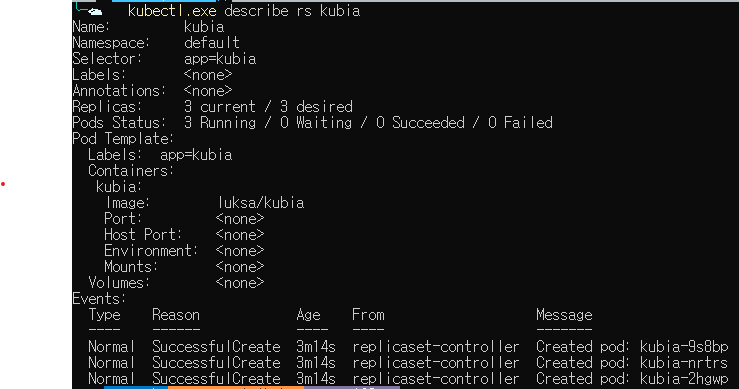 kubectl.exe describe rs kubia
Name: kubia
Namespace: default
Selector: app=kubia
Labels: <none>
Annotations: <none>
Replicas: 3 current / 3 desired
Pods Status: 3 Running / 0 Waiting / 0 Succeeded / 0 Failed
Pod Template:
Labels: app=kubia
Containers:
kubia:
Image: luksa/kubia
Port: <none>
Host Port: <none>
Environment: <none>
Mounts: <none>
Volumes: <none>
Events:
Type Reason Age From Message
---- ------ ---- ---- -------
Normal SuccessfulCreate 3m14s replicaset-controller Created pod: kubia-9s8bp
Normal SuccessfulCreate 3m14s replicaset-controller Created pod: kubia-nrtrs
Normal SuccessfulCreate 3m14s replicaset-controller Created pod: kubia-2hgwp